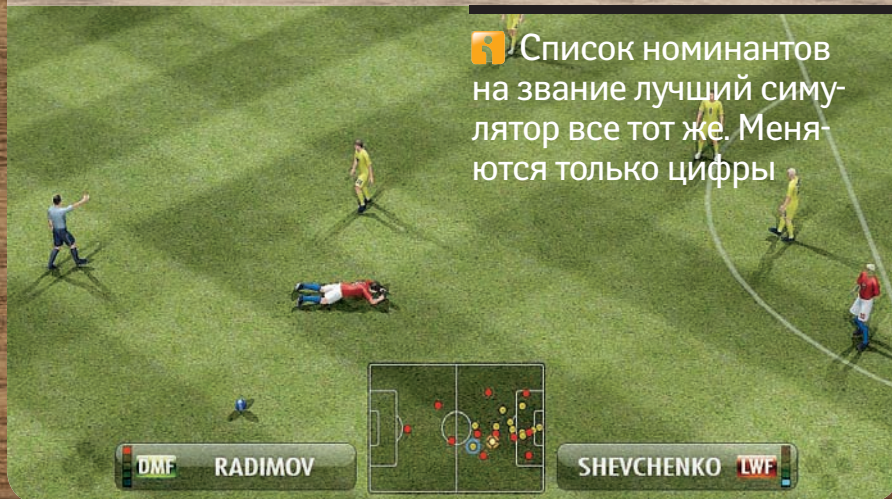 Список номинантов
на звание лучший симу-
лятор все тот же. Меня-
ются только цифры
DMF RADIMOV
SHEVCHENKO LWF